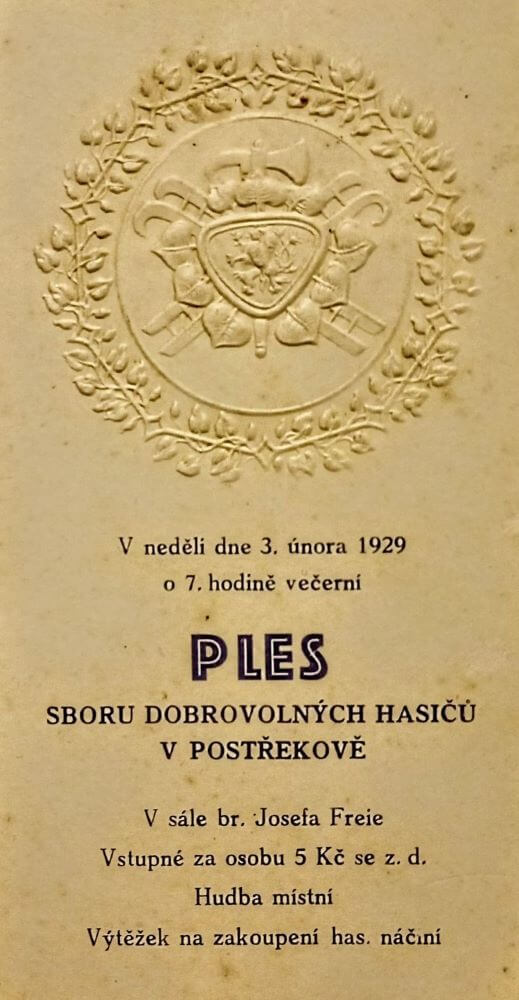 V neděli dne 3. února 1929
o 7. hodině večerní
PLES
SBORU DOBROVOLNÝCH HASIČŮ
V POSTŘEKOVĚ
V sále br. Josefa Freie
Vstupné za osobu 5 Kč se z. d.
Hudba místní
Výtěžek na zakoupení has. náčiní